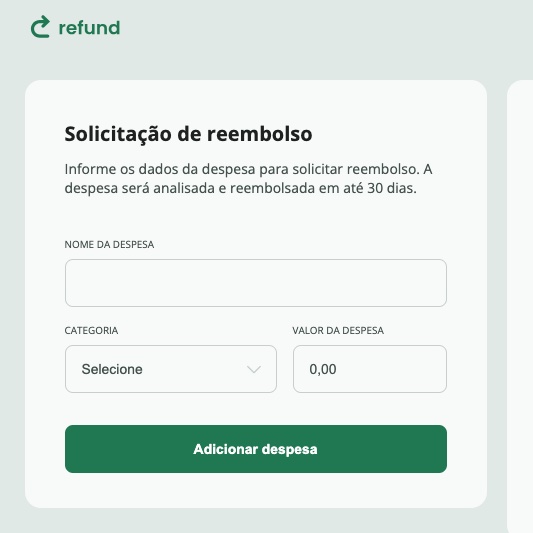 refund
Solicitação de reembolso
Informe os dados da despesa para solicitar reembolso. A
despesa será analisada e reembolsada em até 30 dias.
NOME DA DESPESA
CATEGORIA
VALOR DA DESPESA
Selecione
0,00
Adicionar despesa